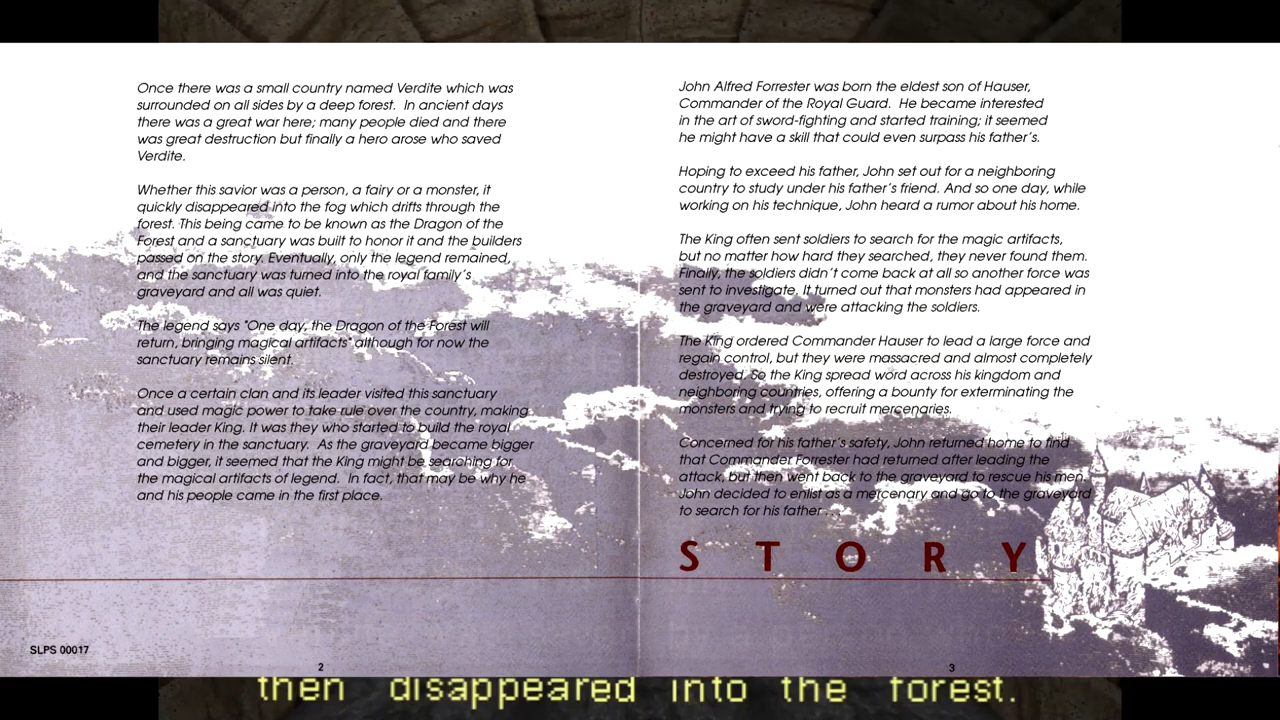 Once there was a small country named Verdite which was
surrounded on all sides by a deep forest. In ancient days
there was a great war here; many people died and there
was great destruction but finally a hero arose who saved
Verdite.
Whether this savior was a person, a fairy or a monster, it
quickly disappeared into the fog which drifts through the
forest. This being came to be known as the Dragon of the
Forest and a sanctuary was built to honor it and the builders
passed on the story. Eventually, only the legend remained,
and the sanctuary was turned into the royal family's
graveyard and all was quiet.
The legend says "One day, the Dragon of the Forest will
return, bringing magical artifacts" although for now the
sanctuary remains silent.
Once a certain clan and its leader visited this sanctuary
and used magic power to take rule over the country, making
their leader King. It was they who started to build the royal
cemetery in the sanctuary. As the graveyard became bigger
and bigger, it seemed that the King might be searching for
the magical artifacts of legend. In fact, that may be why he
and his people came in the first place.
SLPS 00017
2
John Alfred Forrester was born the eldest son of Hauser,
Commander of the Royal Guard. He became interested
in the art of sword-fighting and started training; it seemed
he might have a skill that could even surpass his father's.
Hoping to exceed his father, John set out for a neighboring
country to study under his father's friend. And so one day, while
working on his technique, John heard a rumor about his home.
The King often sent soldiers to search for the magic artifacts,
but no matter how hard they searched, they never found them.
Finally, the soldiers didn't come back at all so another force was
sent to investigate. It turned out that monsters had appeared in
the graveyard and were attacking the soldiers.
The King ordered Commander Hauser to lead a large force and
regain control, but they were massacred and almost completely
destroyed. So the King spread word across his kingdom and
neighboring countries, offering a bounty for exterminating the
monsters and trying to recruit mercenaries.
Concerned for his father's safety, John returned home to find
that Commander Forrester had returned after leading the
attack, but then went back to the graveyard to rescue his men.
John decided to enlist as a mercenary and go to the graveyard
to search for his father . . .
STORY
3
then disappeared into the forest.